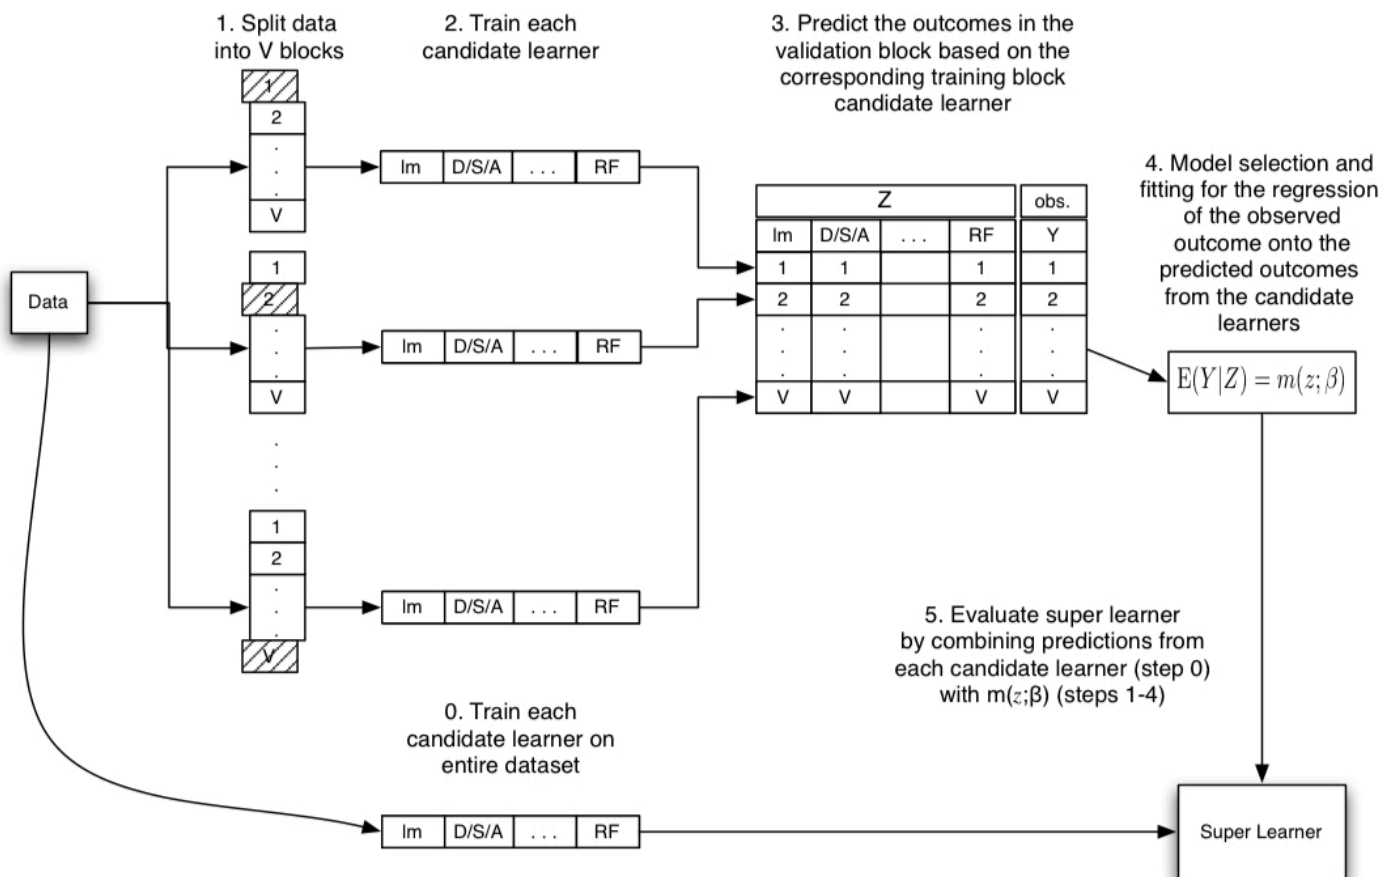 1. Split data
into V blocks
2. Train each
candidate learner
3. Predict the outcomes in the
validation block based on the
corresponding training block
candidate learner
4. Model selection and
fitting for the regression
of the observed
outcome onto the
predicted outcomes
from the candidate
learners
Data
1
2
.
.
.
V
lm D/S/A ... RF
1
2
.
.
.
V
lm D/S/A ... RF
.
.
.
1
2
.
.
.
V
lm D/S/A ... RF
Z obs.
lm D/S/A ... RF Y
1 1 1 1
2 2 2 2
. . . .
. . . .
. . . .
V V V V
E(Y|Z) = m(z; β)
5. Evaluate super learner
by combining predictions from
each candidate learner (step 0)
with m(z;β) (steps 1-4)
0. Train each
candidate learner on
entire dataset
lm D/S/A ... RF
Super Learner